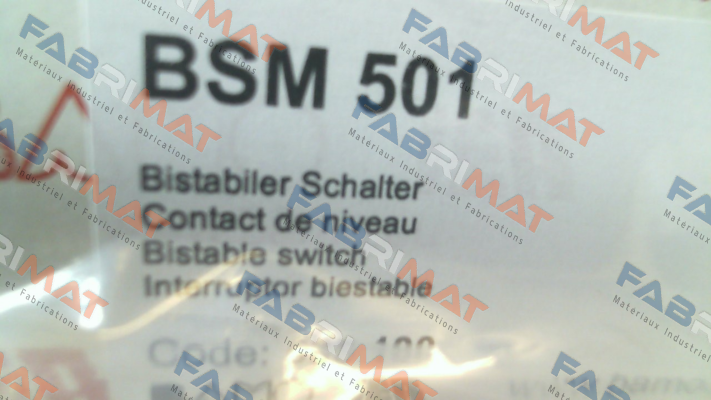 BSM 501
Bistabiler Schalter
Contact de niveau
Bistable switch
Interruptor biestable
Code:
FABRIMAT
Matériaux Industriel et Fabrications